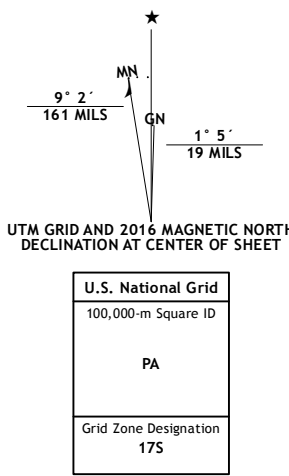 ★
MN
GN
9° 2´
161 MILS
1° 5´
19 MILS
UTM GRID AND 2016 MAGNETIC NORTH
DECLINATION AT CENTER OF SHEET
U.S. National Grid
100,000-m Square ID
PA
Grid Zone Designation
17S